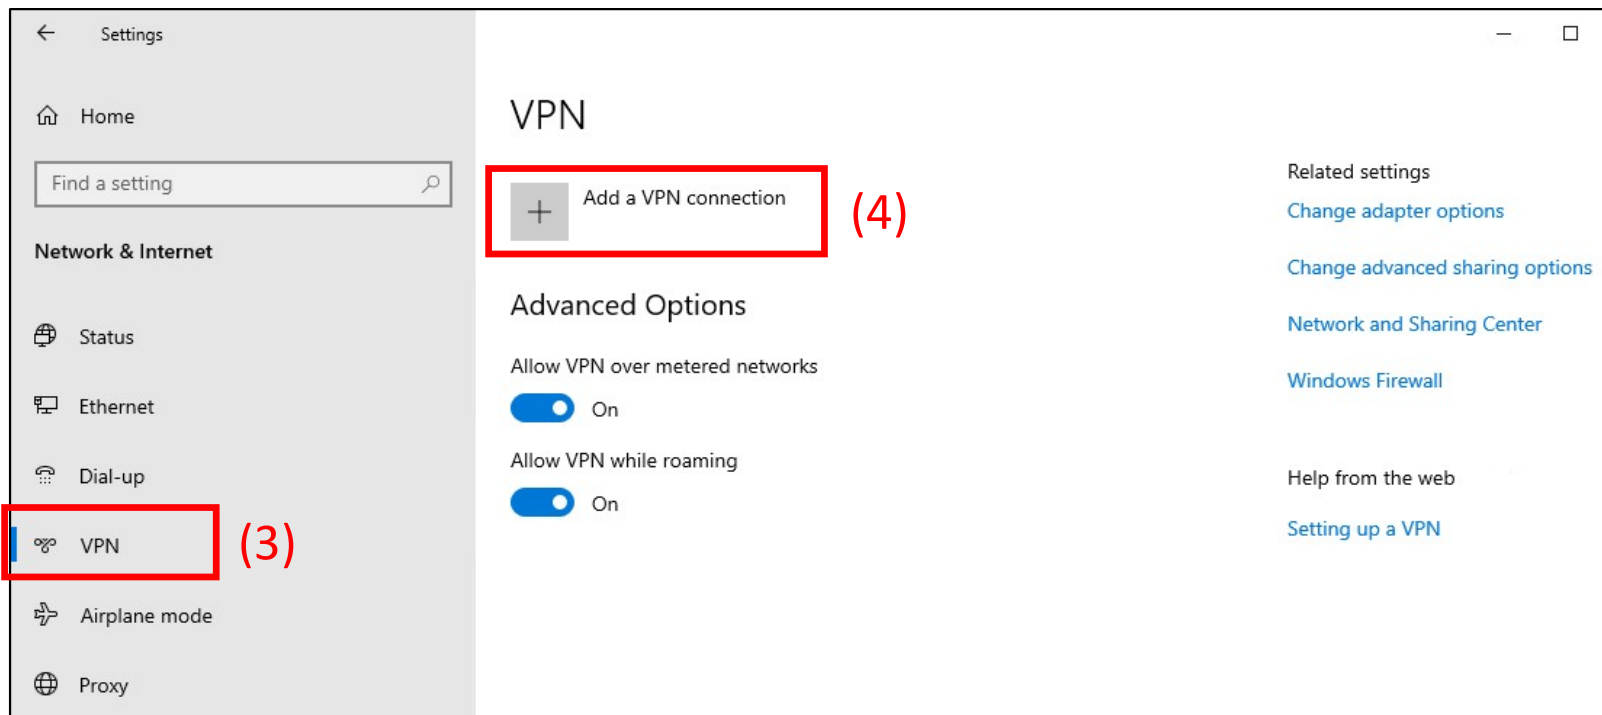 Settings
Home
Find a setting
Network & Internet
Status
Ethernet
Dial-up
VPN
(3)
Airplane mode
Proxy
VPN
Add a VPN connection
(4)
Advanced Options
Allow VPN over metered networks
On
Allow VPN while roaming
On
Related settings
Change adapter options
Change advanced sharing options
Network and Sharing Center
Windows Firewall
Help from the web
Setting up a VPN